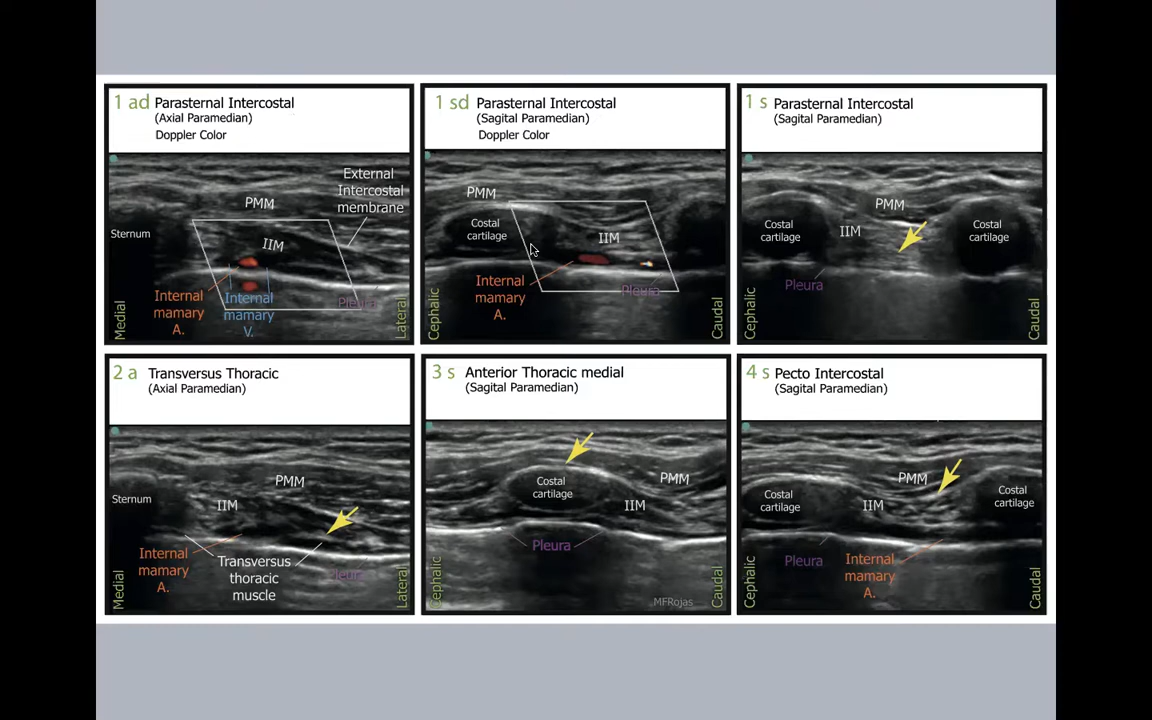 1 ad Parasternal Intercostal
(Axial Paramedian)
Doppler Color
External
Intercostal
membrane
PMM
Sternum
IIM
Internal
mamary
A.
Internal
mamary
V.
Pleura
Medial
Lateral
1 sd Parasternal Intercostal
(Sagital Paramedian)
Doppler Color
PMM
Costal
cartilage
IIM
Internal
mamary
A.
Pleura
Cephalic
Caudal
1 s Parasternal Intercostal
(Sagital Paramedian)
PMM
Costal
cartilage
IIM
Costal
cartilage
Pleura
Cephalic
Caudal
2 a Transversus Thoracic
(Axial Paramedian)
PMM
Sternum
IIM
Internal
mamary
A.
Transversus
thoracic
muscle
Pleura
Medial
Lateral
3 s Anterior Thoracic medial
(Sagital Paramedian)
Costal
cartilage
PMM
IIM
Pleura
Cephalic
Caudal
MFRojas
4 s Pecto Intercostal
(Sagital Paramedian)
PMM
Costal
cartilage
IIM
Costal
cartilage
Pleura
Internal
mamary
A.
Cephalic
Caudal